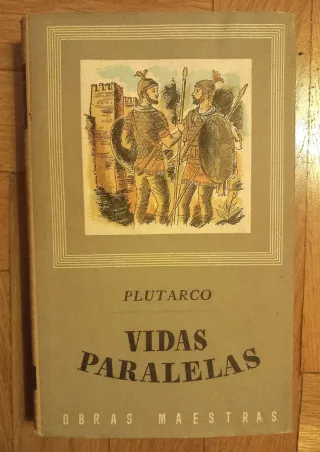 PLUTARCO
VIDAS
PARALELAS
OBRAS MAESTRAS